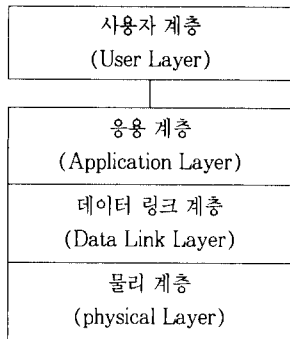 사용자 계층
(User Layer)
응용 계층
(Application Layer)
데이터 링크 계층
(Data Link Layer)
물리 계층
(physical Layer)